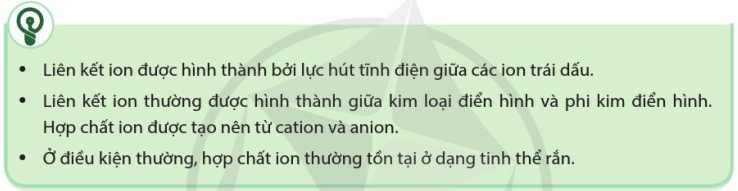 • Liên kết ion được hình thành bởi lực hút tĩnh điện giữa các ion trái dấu.
• Liên kết ion thường được hình thành giữa kim loại điển hình và phi kim điển hình.
Hợp chất ion được tạo nên từ cation và anion.
• Ở điều kiện thường, hợp chất ion thường tồn tại ở dạng tinh thể rắn.